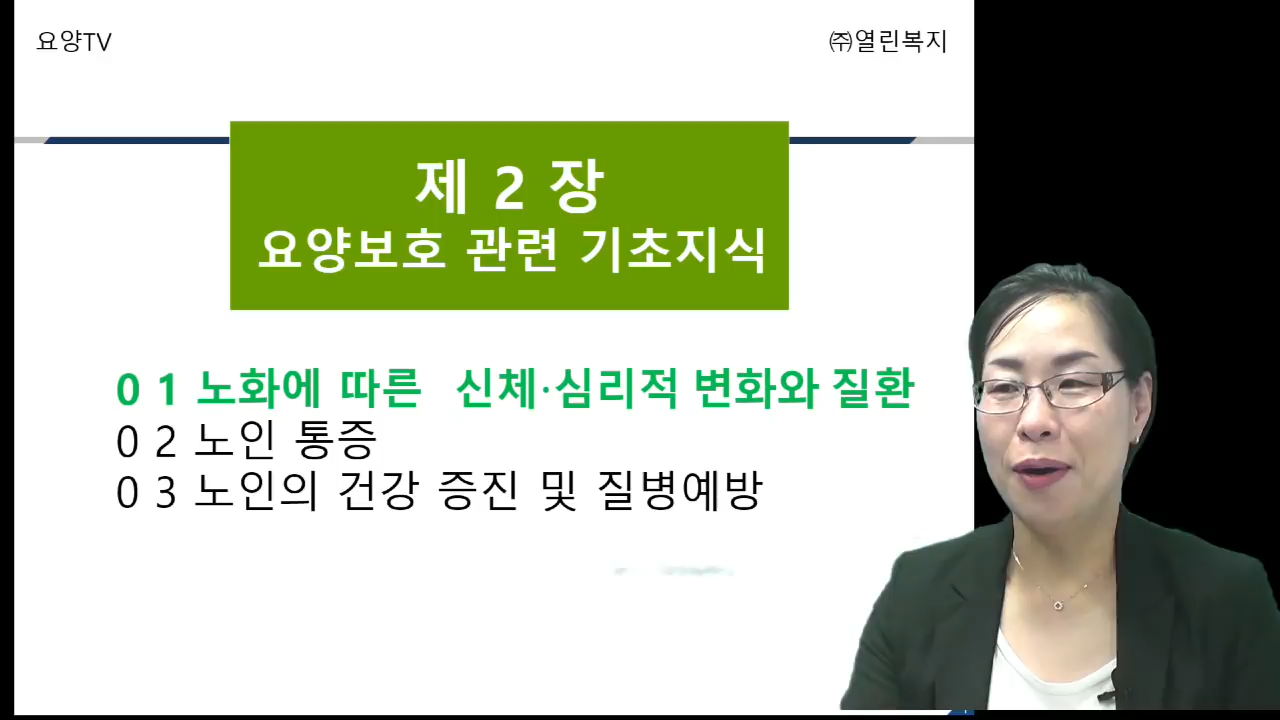 요양TV
㈜열린복지
제 2 장
요양보호 관련 기초지식
0 1 노화에 따른 신체·심리적 변화와 질환
0 2 노인 통증
0 3 노인의 건강 증진 및 질병예방